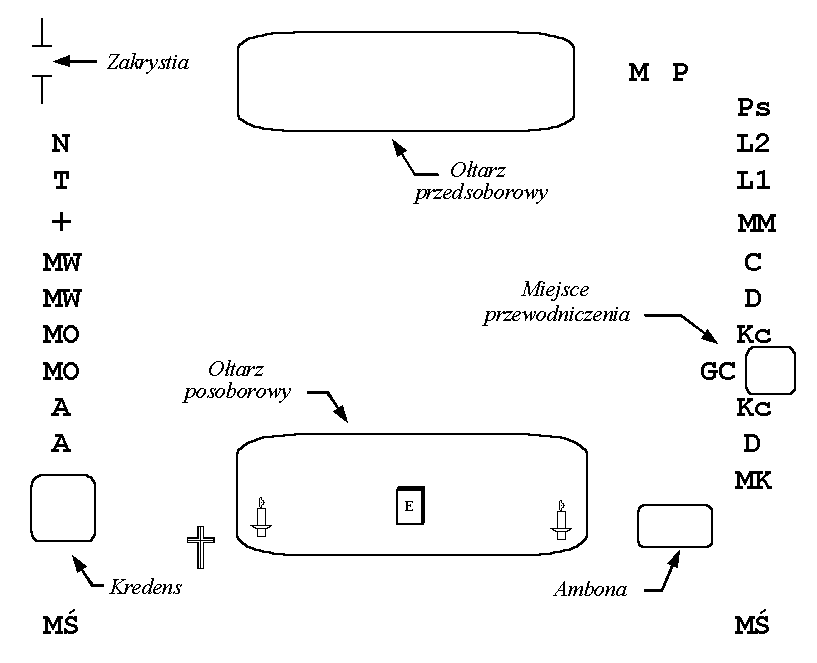 Zakrystia
M P
Ps
N
L2
T
L1
Ołtarz
przedsoborowy
+
MM
MW
C
MW
D
Miejsce
przewodniczenia
MO
Kc
MO
GC
Ołtarz
posoborowy
A
Kc
A
D
MK
E
Kredens
Ambona
MŚ
MŚ